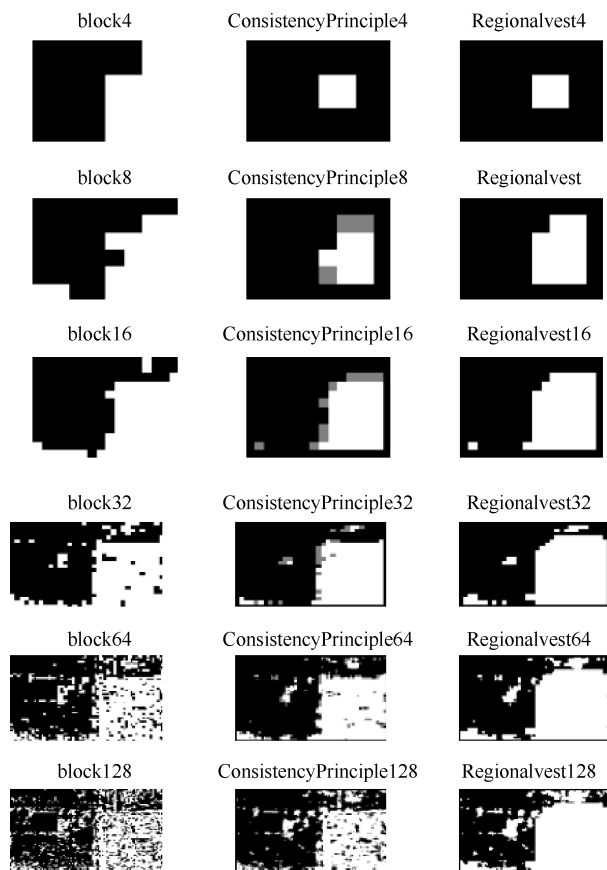 block4 ConsistencyPrinciple4 Regionalvest4
block8 ConsistencyPrinciple8 Regionalvest
block16 ConsistencyPrinciple16 Regionalvest16
block32 ConsistencyPrinciple32 Regionalvest32
block64 ConsistencyPrinciple64 Regionalvest64
block128 ConsistencyPrinciple128 Regionalvest128